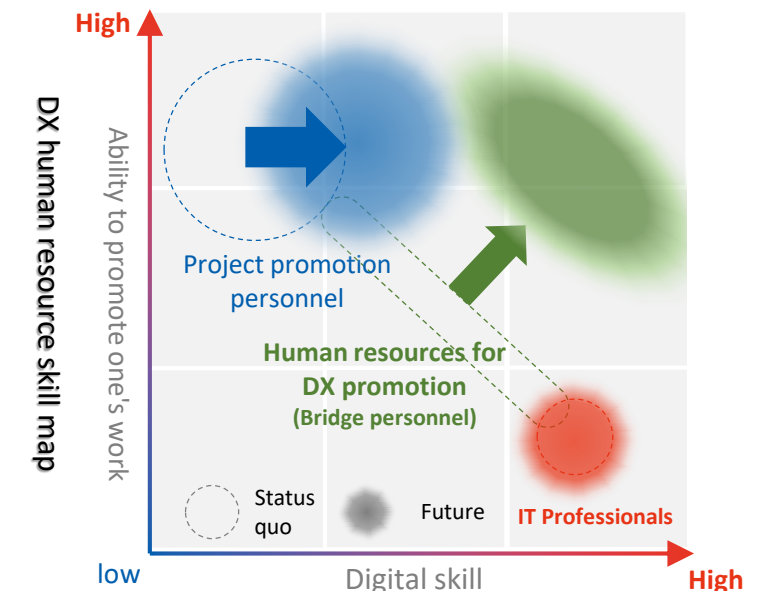 High
DX human resource skill map
Ability to promote one's work
Project promotion
personnel
Human resources for
DX promotion
(Bridge personnel)
Status
quo
Future
IT Professionals
low
Digital skill
High